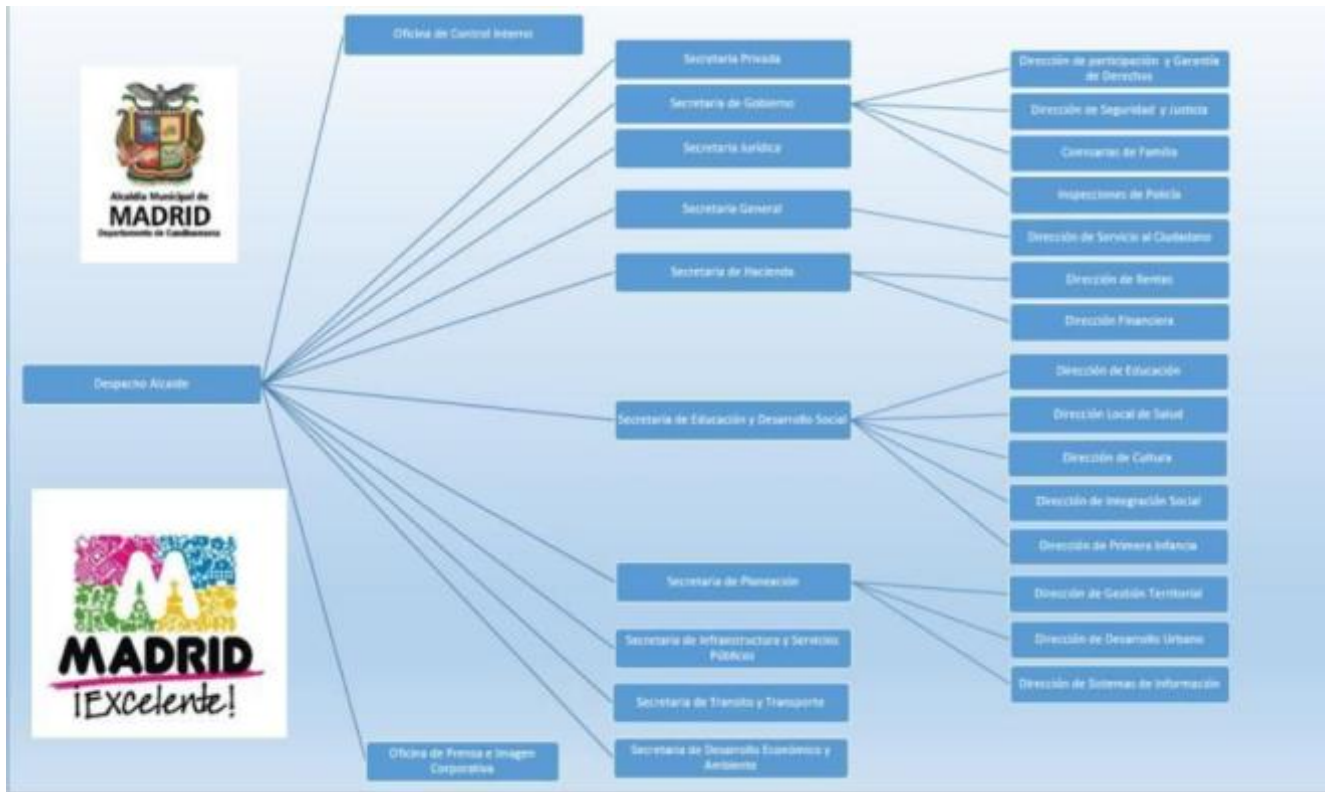 Oficina de Control Interno
Secretaria Privada
Secretaria de Gobierno
Secretaria Jurídica
Secretaria General
Secretaria de Hacienda
Dirección de participación y Garantía
de Derechos
Dirección de Seguridad y Justicia
Comisarias de Familia
Inspecciones de Policía
Dirección de Servicio al Ciudadano
Dirección de Rentas
Dirección Financiera
Alcaldía Municipal de
MADRID
Departamento de Cundinamarca
Despacho Alcalde
Secretaria de Educación y Desarrollo Social
Dirección de Educación
Dirección Local de Salud
Dirección de Cultura
Dirección de Integración Social
Dirección de Primera Infancia
Secretaria de Planeación
Secretaria de Infraestructura y Servicios
Públicos
Secretaria de Transito y Transporte
Secretaria de Desarrollo Económico y
Ambiente
Dirección de Gestión Territorial
Dirección de Desarrollo Urbano
Dirección de Sistemas de Información
M
MADRID
¡Excelente!
Oficina de Prensa e Imagen
Corporativa